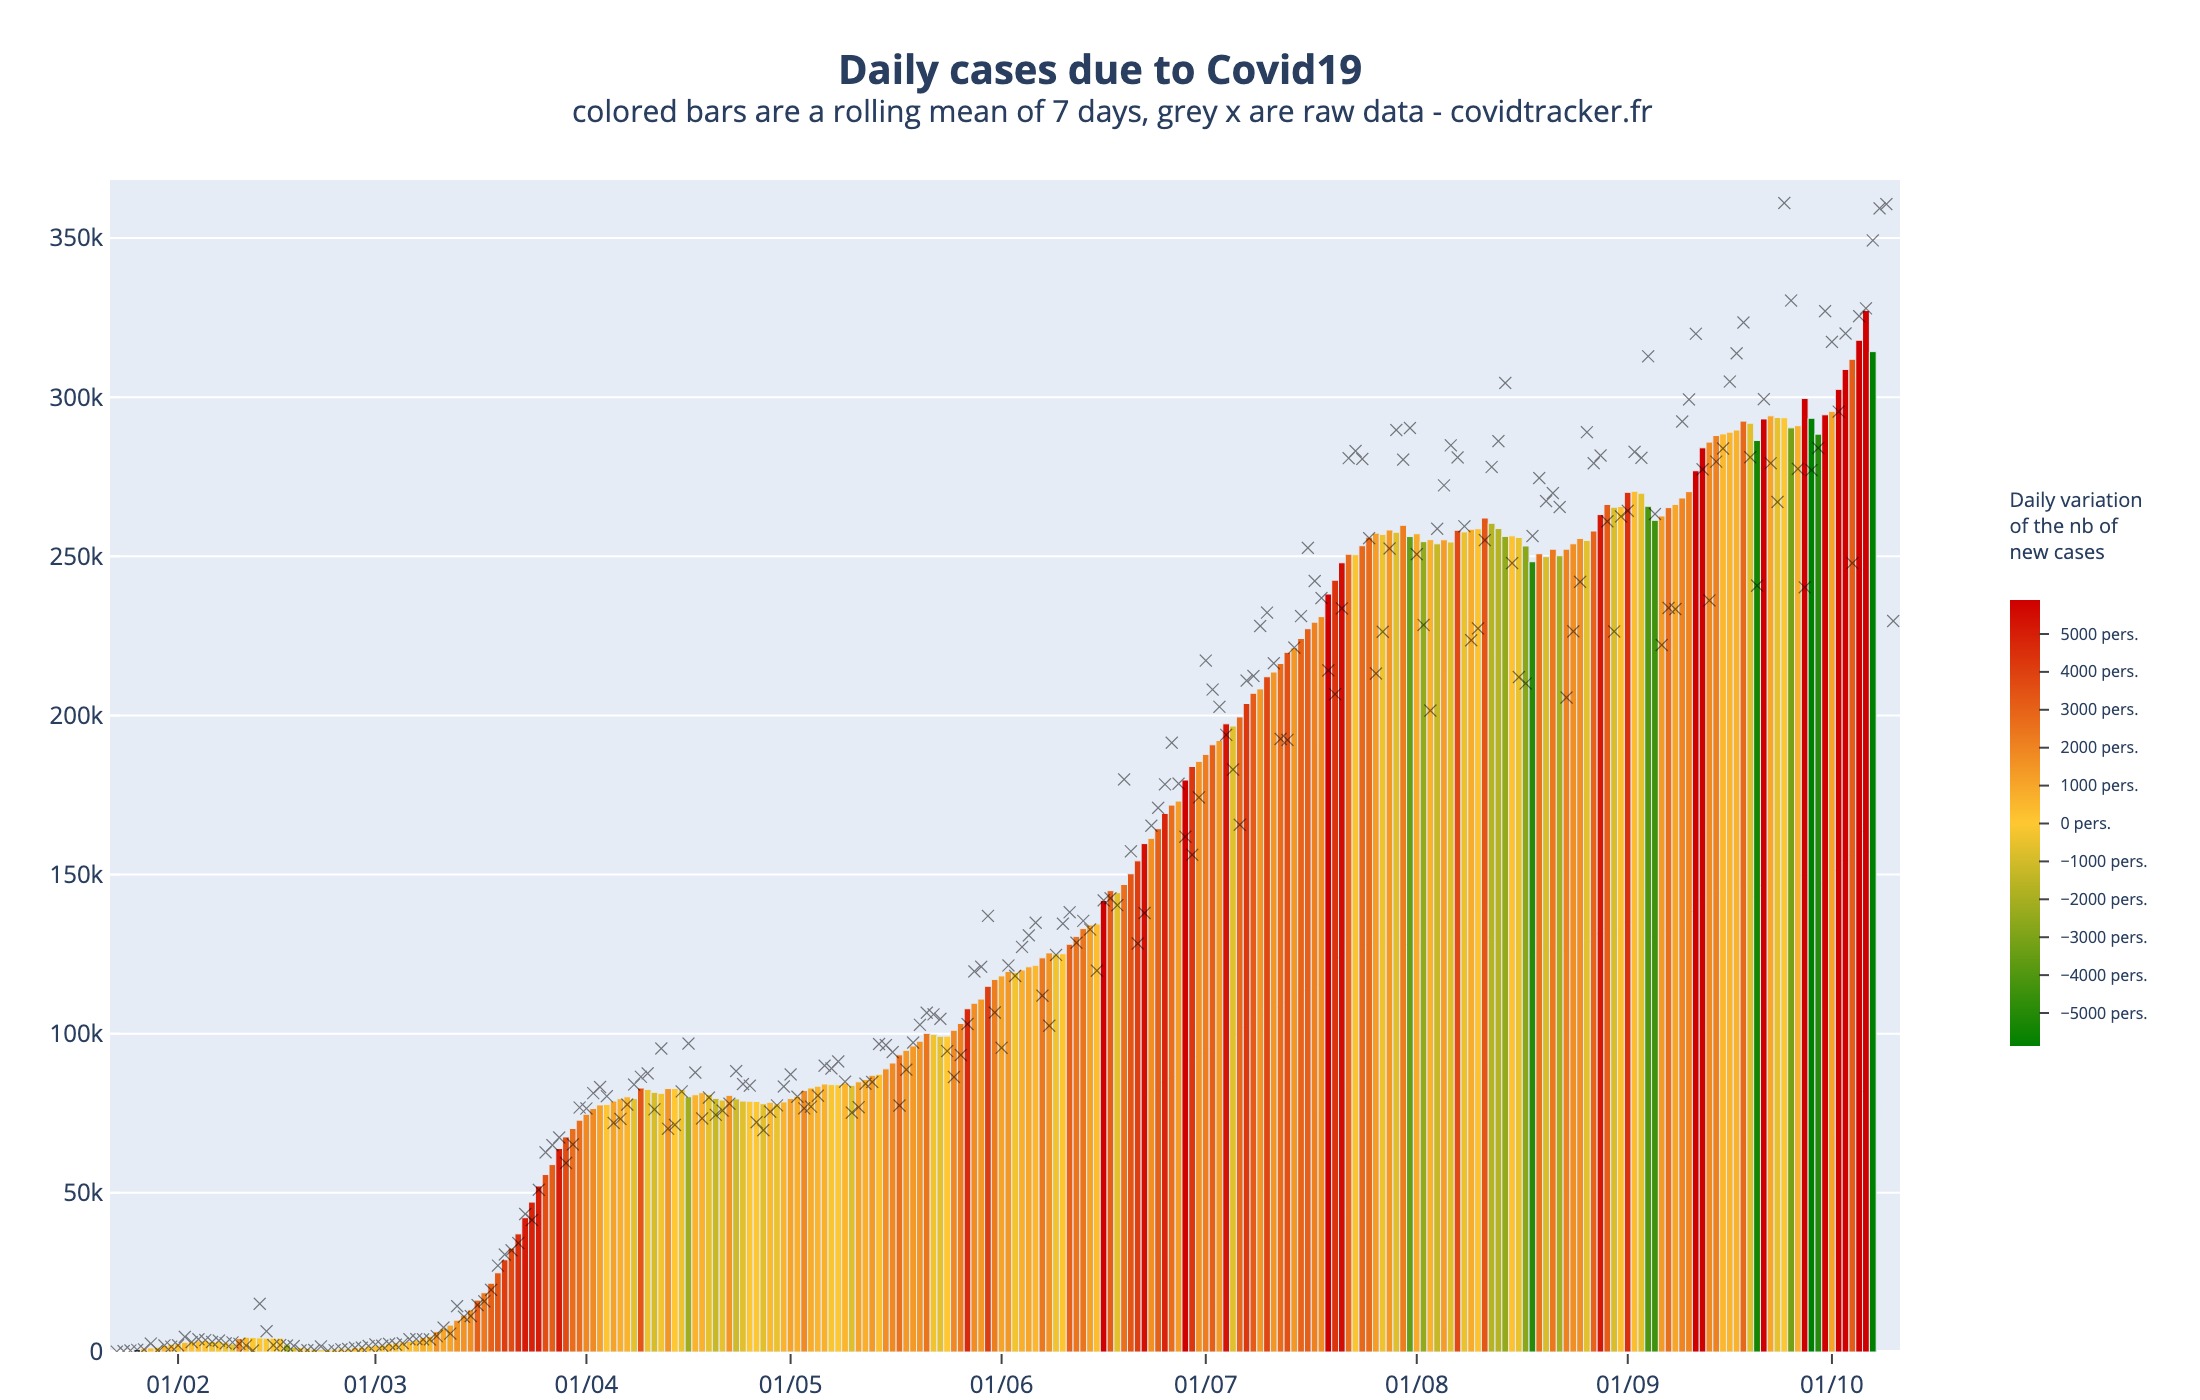 Daily cases due to Covid19
colored bars are a rolling mean of 7 days, grey x are raw data - covidtracker.fr
350k
300k
250k
200k
150k
100k
50k
0
01/02
01/03
01/04
01/05
01/06
01/07
01/08
01/09
01/10
Daily variation
of the nb of
new cases
5000 pers.
4000 pers.
3000 pers.
2000 pers.
1000 pers.
0 pers.
−1000 pers.
−2000 pers.
−3000 pers.
−4000 pers.
−5000 pers.